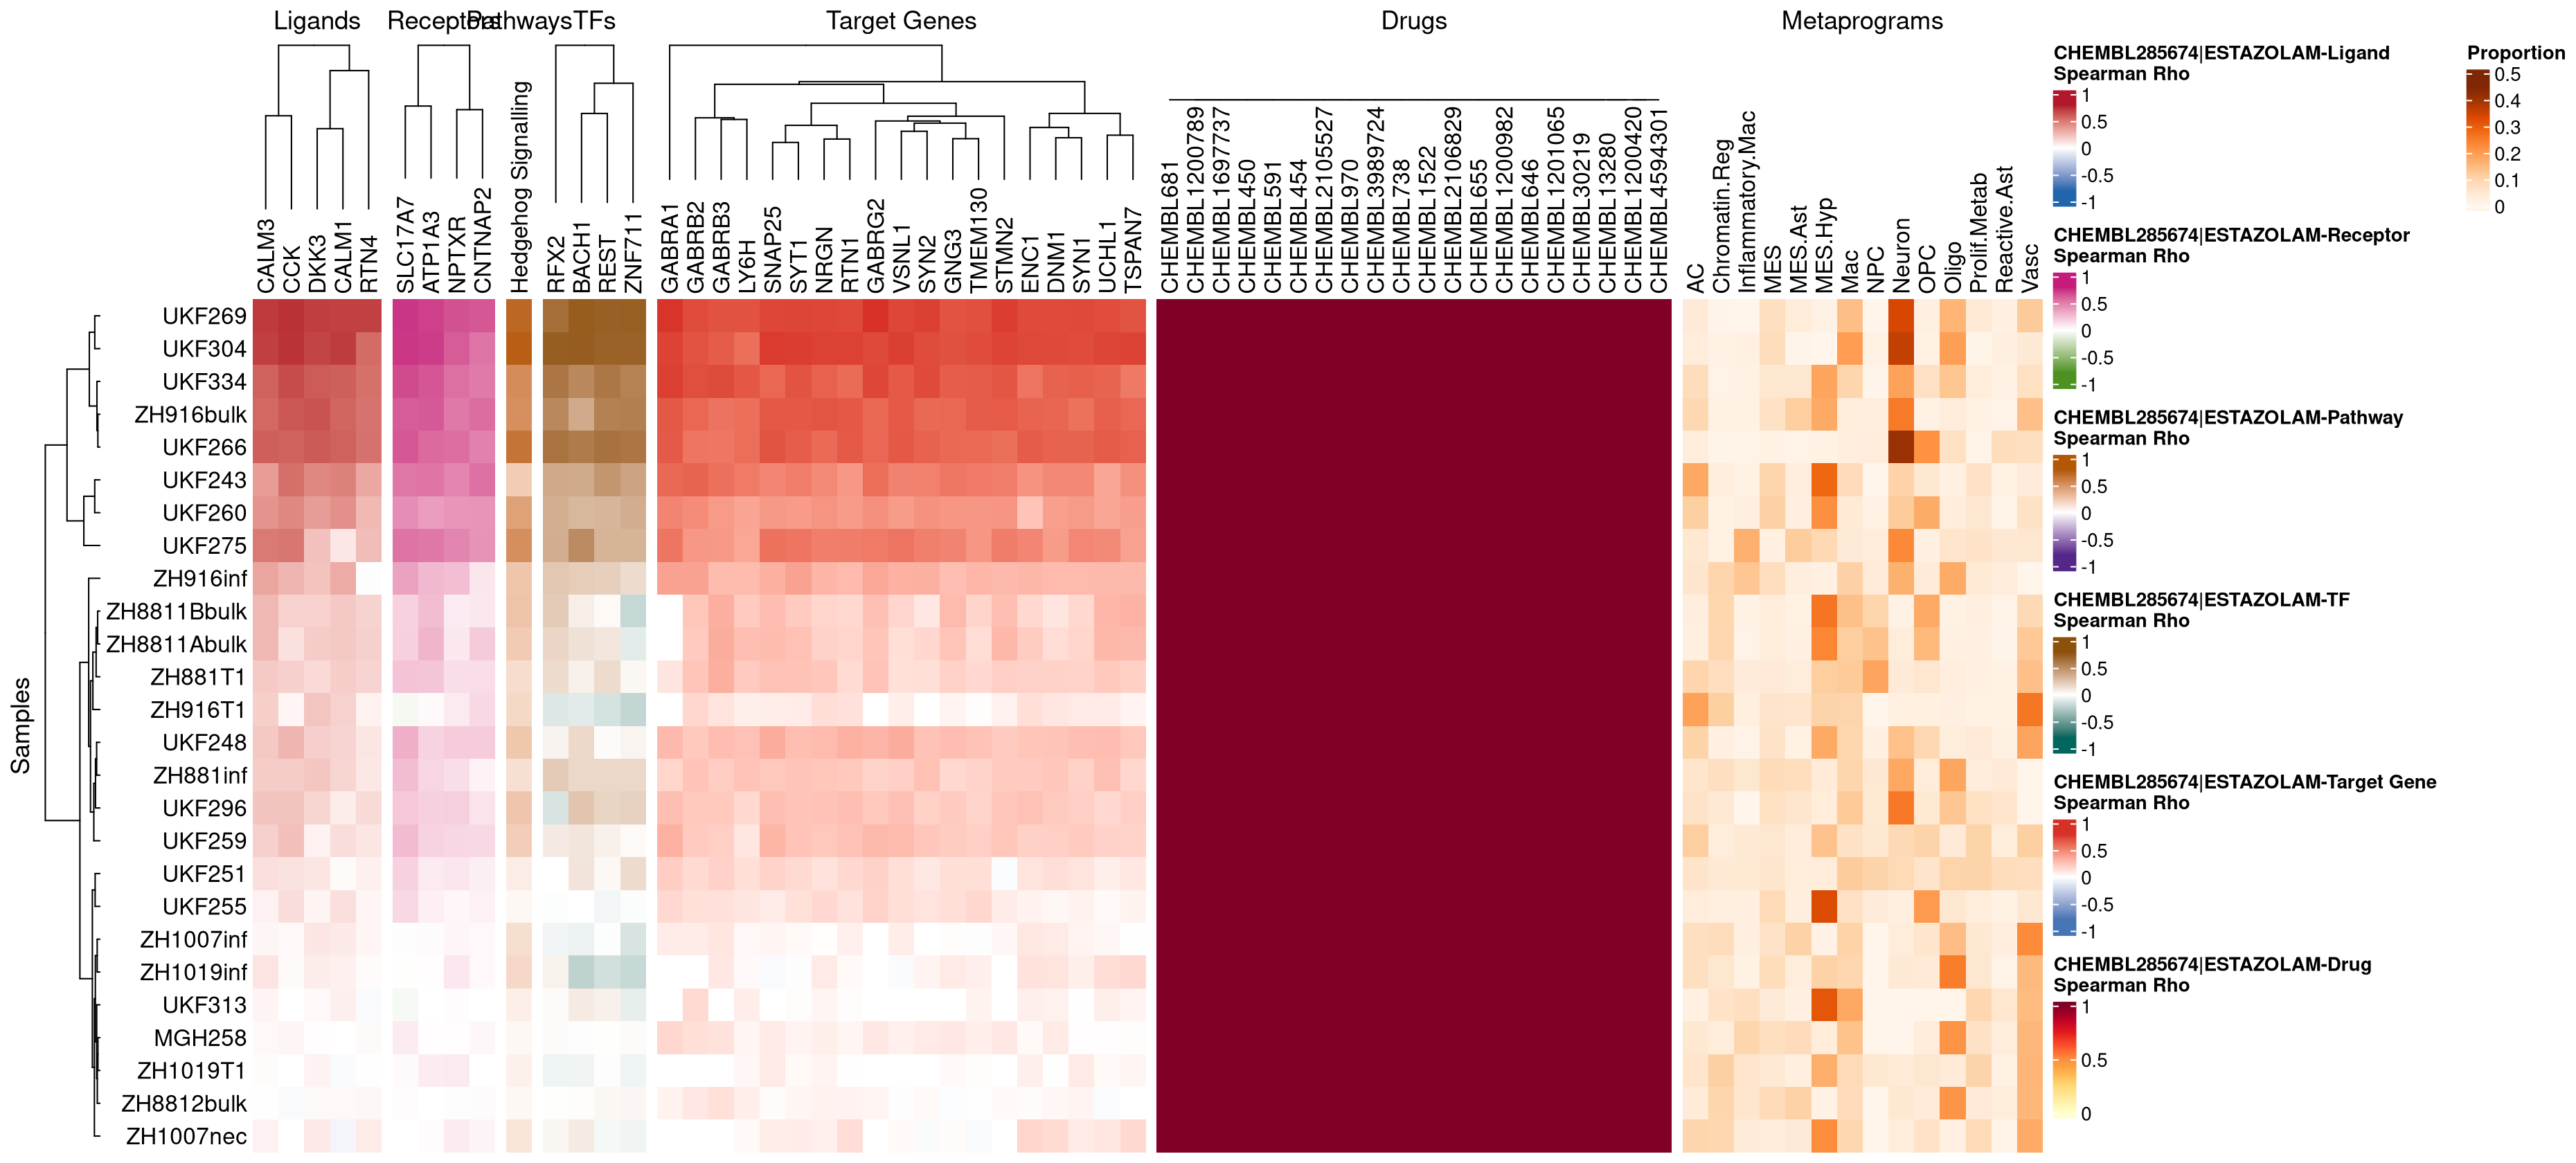 Ligands
Receptors
Pathways
TFs
Target Genes
Drugs
Metaprograms
CALM3
CCK
DKK3
CALM1
RTN4
SLC17A7
ATP1A3
NPTXR
CNTNAP2
Hedgehog Signalling
RFX2
BACH1
REST
ZNF711
GABRA1
GABRB2
GABRB3
LY6H
SNAP25
SYT1
NRGN
RTN1
GABRG2
VSNL1
SYN2
GNG3
TMEM130
STMN2
ENC1
DNM1
SYN1
UCHL1
TSPAN7
CHEMBL681
CHEMBL1200789
CHEMBL1697737
CHEMBL450
CHEMBL591
CHEMBL454
CHEMBL2105527
CHEMBL970
CHEMBL3989724
CHEMBL738
CHEMBL1522
CHEMBL2106829
CHEMBL655
CHEMBL1200982
CHEMBL646
CHEMBL1201065
CHEMBL30219
CHEMBL13280
CHEMBL1200420
CHEMBL4594301
AC
Chromatin.Reg
Inflammatory.Mac
MES
MES.Ast
MES.Hyp
Mac
NPC
Neuron
OPC
Oligo
Prolif.Metab
Reactive.Ast
Vasc
Samples
UKF269
UKF304
UKF334
ZH916bulk
UKF266
UKF243
UKF260
UKF275
ZH916inf
ZH8811Bbulk
ZH8811Abulk
ZH881T1
ZH916T1
UKF248
ZH881inf
UKF296
UKF259
UKF251
UKF255
ZH1007inf
ZH1019inf
UKF313
MGH258
ZH1019T1
ZH8812bulk
ZH1007nec
CHEMBL285674|ESTAZOLAM-Ligand
Spearman Rho
1
0.5
0
-0.5
-1
CHEMBL285674|ESTAZOLAM-Receptor
Spearman Rho
1
0.5
0
-0.5
-1
CHEMBL285674|ESTAZOLAM-Pathway
Spearman Rho
1
0.5
0
-0.5
-1
CHEMBL285674|ESTAZOLAM-TF
Spearman Rho
1
0.5
0
-0.5
-1
CHEMBL285674|ESTAZOLAM-Target Gene
Spearman Rho
1
0.5
0
-0.5
-1
CHEMBL285674|ESTAZOLAM-Drug
Spearman Rho
1
0.5
0
Proportion
0.5
0.4
0.3
0.2
0.1
0